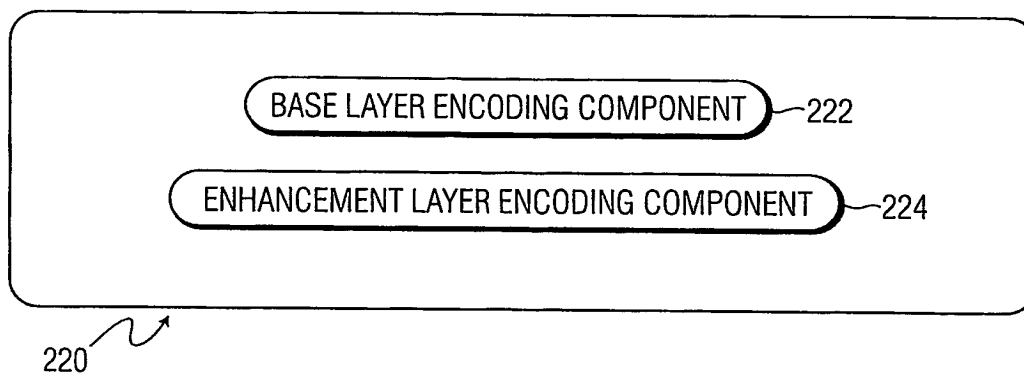 BASE LAYER ENCODING COMPONENT 222
ENHANCEMENT LAYER ENCODING COMPONENT 224
220